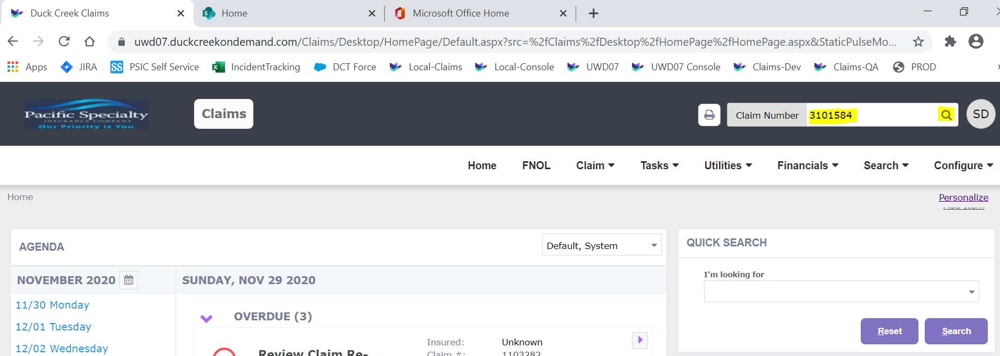 Duck Creek Claims
Home
Microsoft Office Home
uwd07.duckcreekondemand.com/Claims/Desktop/HomePage/Default.aspx?src=%2fClaims%2fDesktop%2fHomePage%2fHomePage.aspx&StaticPulseMo...
Apps JIRA SS PSIC Self Service IncidentTracking DCT Force Local-Claims Local-Console UWD07 UWD07 Console Claims-Dev Claims-QA PROD
Pacific Specialty
INSURANCE COMPANY
Our Priority is You
Claims
Claim Number 3101584
SD
Home FNOL Claim Tasks Utilities Financials Search Configure
Home
Personalize
Add Item
AGENDA
Default, System
NOVEMBER 2020
11/30 Monday
12/01 Tuesday
12/02 Wednesday
SUNDAY, NOV 29 2020
OVERDUE (3)
Review Claim Re-
Insured: Unknown
Claim #: 1103282
QUICK SEARCH
I'm looking for
Reset Search